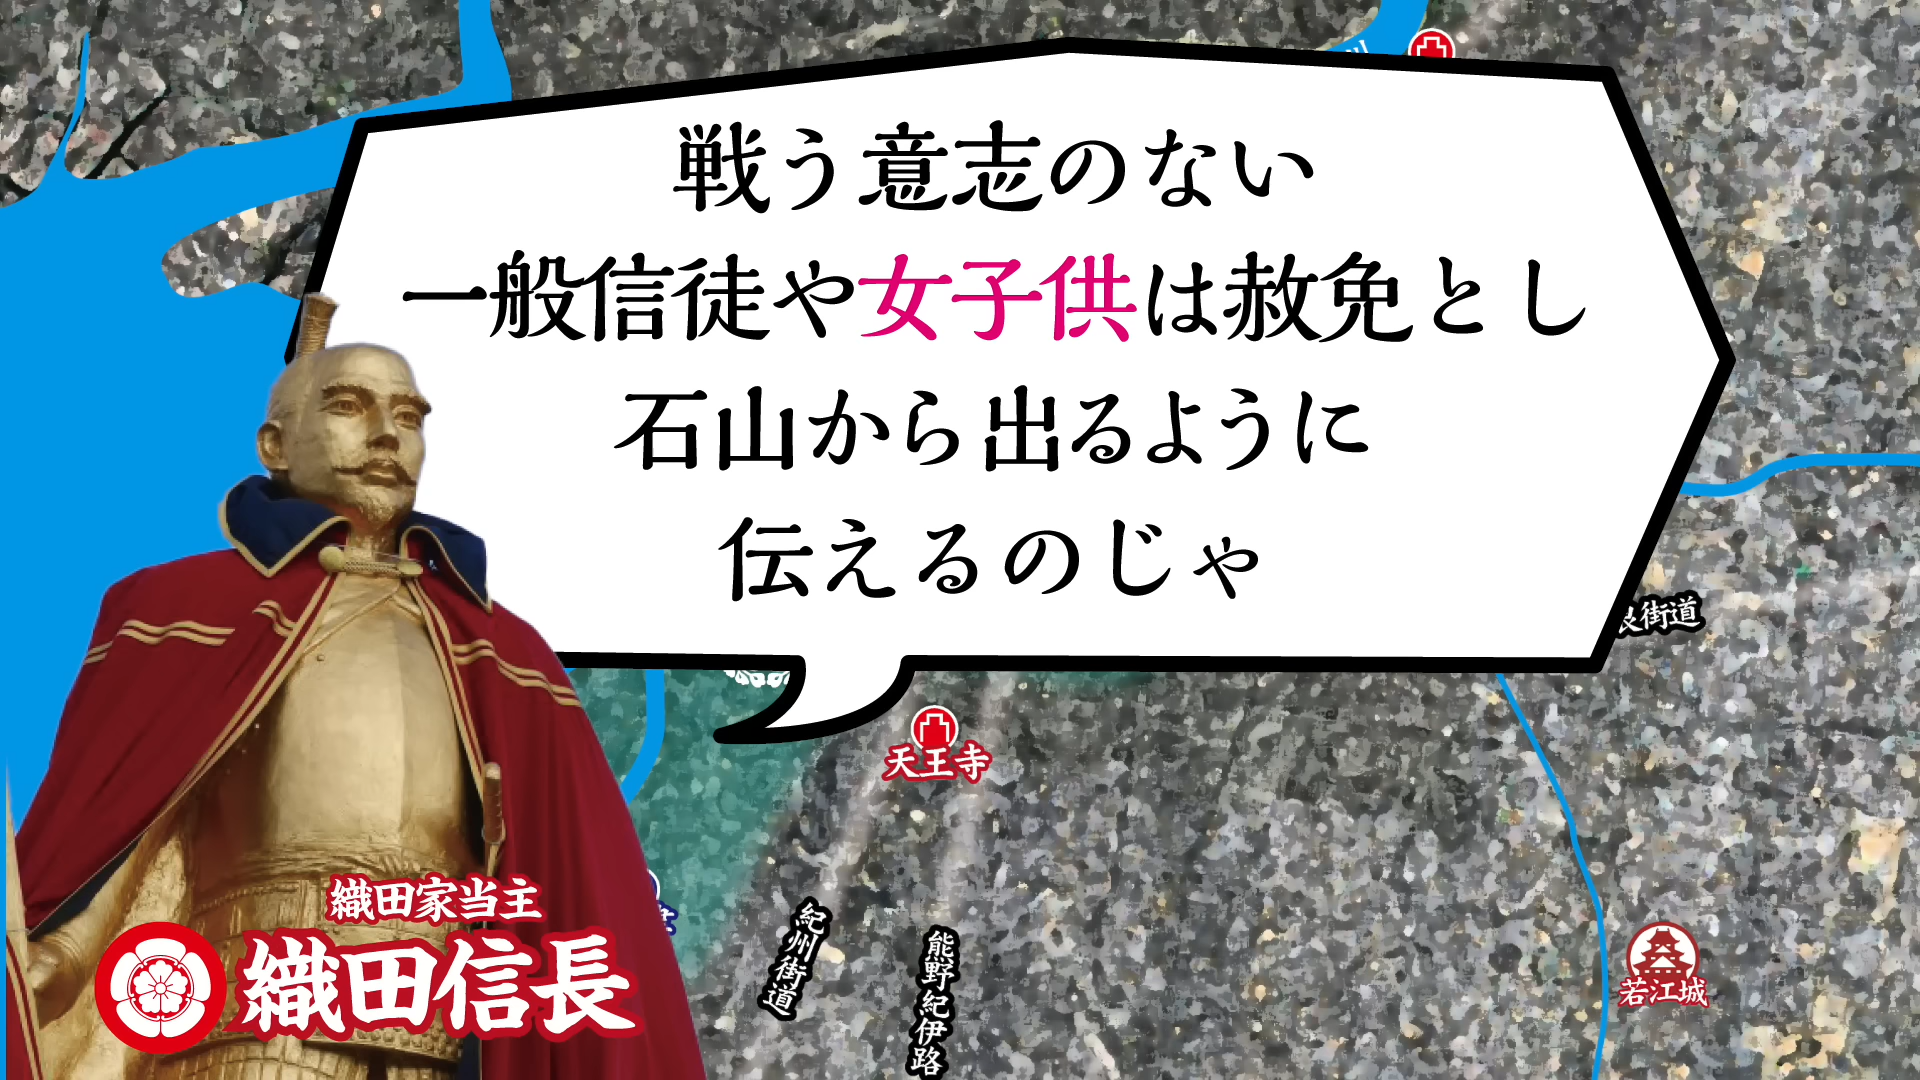 戦う意志のない
一般信徒や女子供は赦免とし
石山から出るように
伝えるのじゃ
街道
天王寺
織田家当主
織田信長
紀州街道
熊野紀伊路
若江城